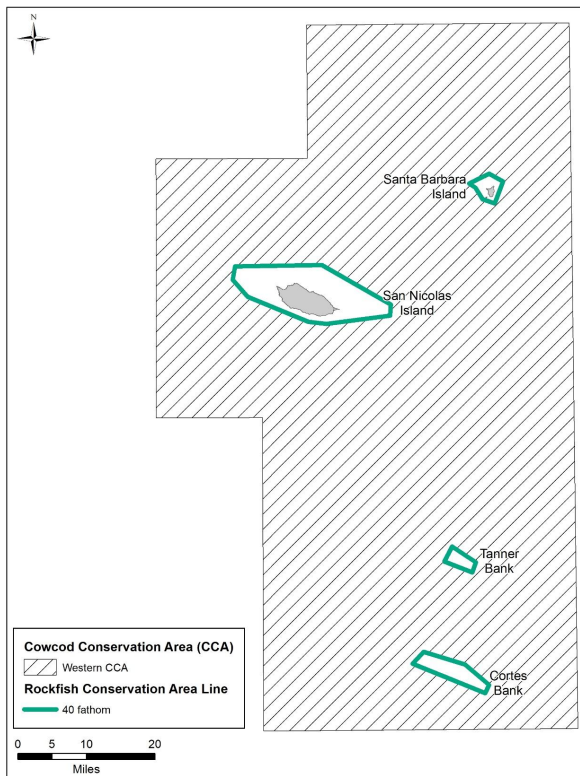 N
Santa Barbara
Island
San Nicolas
Island
Tanner
Bank
Cortes
Bank
Cowcod Conservation Area (CCA)
Western CCA
Rockfish Conservation Area Line
40 fathom
0 5 10 20
Miles